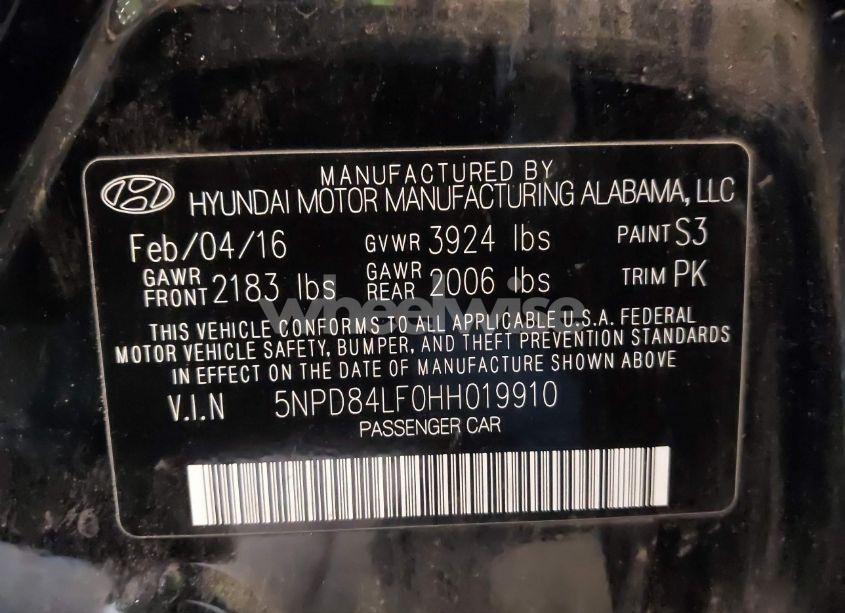 MANUFACTURED BY
HYUNDAI MOTOR MANUFACTURING ALABAMA, LLC
Feb/04/16 GVWR 3924 lbs PAINT S3
GAWR FRONT 2183 lbs GAWR REAR 2006 lbs TRIM PK
wheelwise
THIS VEHICLE CONFORMS TO ALL APPLICABLE U.S.A. FEDERAL
MOTOR VEHICLE SAFETY, BUMPER, AND THEFT PREVENTION STANDARDS
IN EFFECT ON THE DATE OF MANUFACTURE SHOWN ABOVE
V.I.N 5NPD84LF0HH019910
PASSENGER CAR